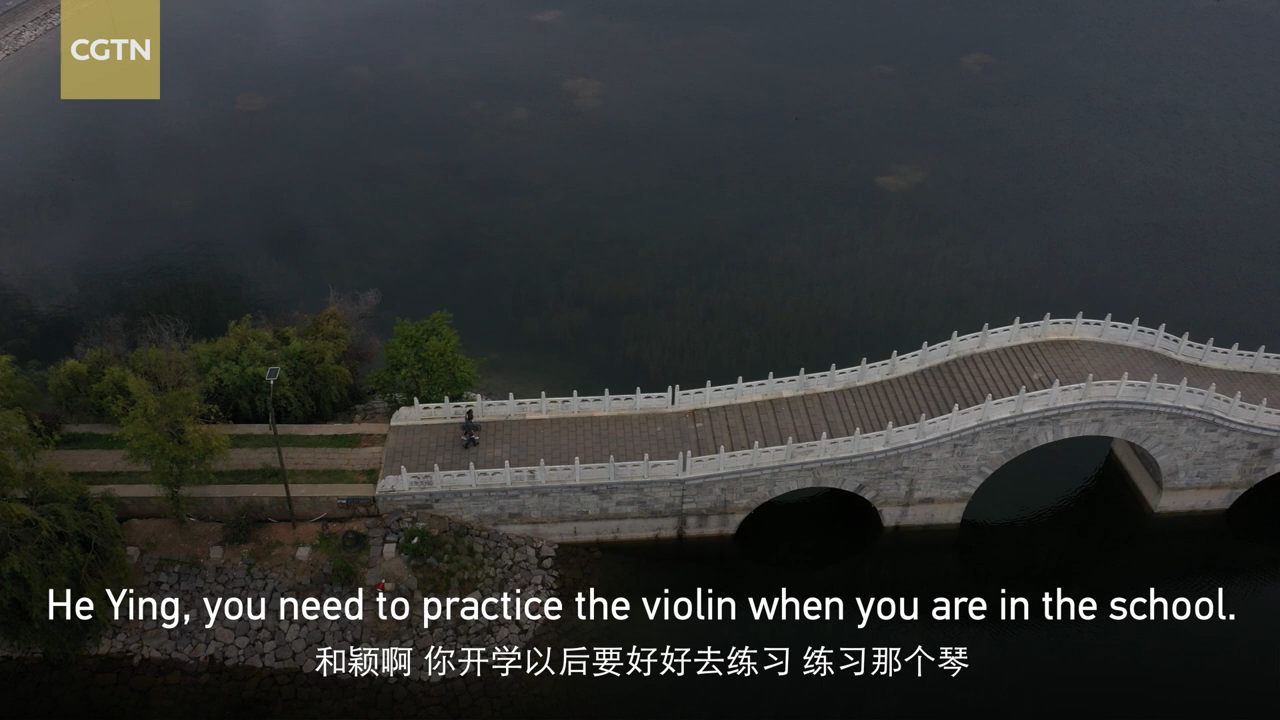 CGTN
He Ying, you need to practice the violin when you are in the school.
和颖啊 你开学以后要好好去练习 练习那个琴